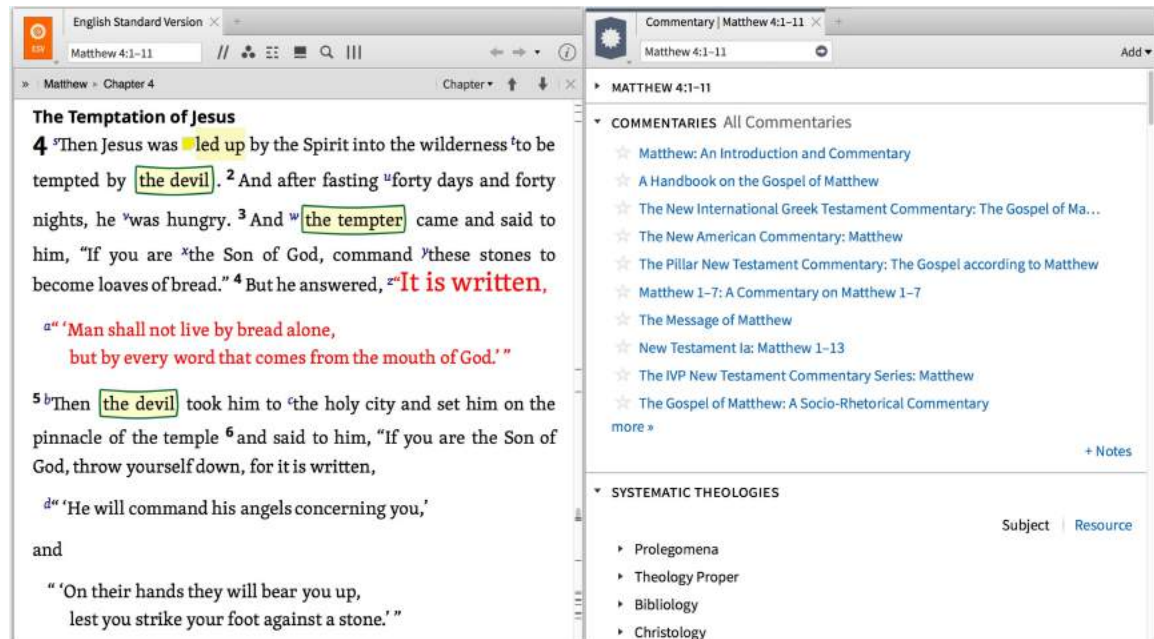 English Standard Version
ESV
Matthew 4:1–11
Matthew Chapter 4
Chapter
The Temptation of Jesus
4 sThen Jesus was led up by the Spirit into the wilderness tto be
tempted by the devil. 2 And after fasting uforty days and forty
nights, he vwas hungry. 3 And w the tempter came and said to
him, “If you are xthe Son of God, command ythese stones to
become loaves of bread.” 4 But he answered, z“It is written,
a“ ‘Man shall not live by bread alone,
but by every word that comes from the mouth of God.’ ”
5 bThen the devil took him to cthe holy city and set him on the
pinnacle of the temple 6 and said to him, “If you are the Son of
God, throw yourself down, for it is written,
d“ ‘He will command his angels concerning you,’
and
“ ‘On their hands they will bear you up,
lest you strike your foot against a stone.’ ”
Commentary | Matthew 4:1–11
Matthew 4:1–11
Add
MATTHEW 4:1–11
COMMENTARIES All Commentaries
Matthew: An Introduction and Commentary
A Handbook on the Gospel of Matthew
The New International Greek Testament Commentary: The Gospel of Ma...
The New American Commentary: Matthew
The Pillar New Testament Commentary: The Gospel according to Matthew
Matthew 1–7: A Commentary on Matthew 1–7
The Message of Matthew
New Testament Ia: Matthew 1–13
The IVP New Testament Commentary Series: Matthew
The Gospel of Matthew: A Socio-Rhetorical Commentary
more »
+ Notes
SYSTEMATIC THEOLOGIES
Subject | Resource
Prolegomena
Theology Proper
Bibliology
Christology